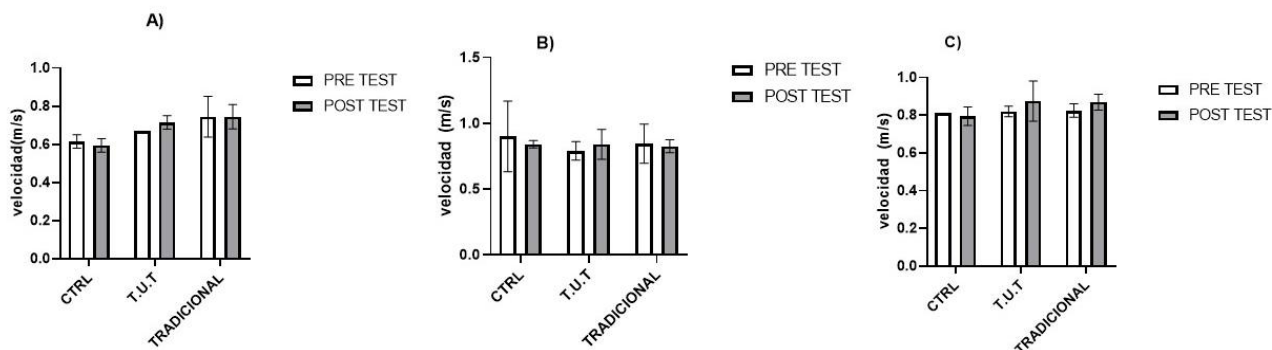 A)
velocidad(m/s)
1.0
0.8
0.6
0.4
0.2
0.0
CTRL
T.U.T
TRADICIONAL
PRE TEST
POST TEST
B)
velocidad (m/s)
1.5
1.0
0.5
0.0
CTRL
T.U.T
TRADICIONAL
PRE TEST
POST TEST
C)
velocidad (m/s)
1.0
0.8
0.6
0.4
0.2
0.0
CTRL
T.U.T
TRADICIONAL
PRE TEST
POST TEST